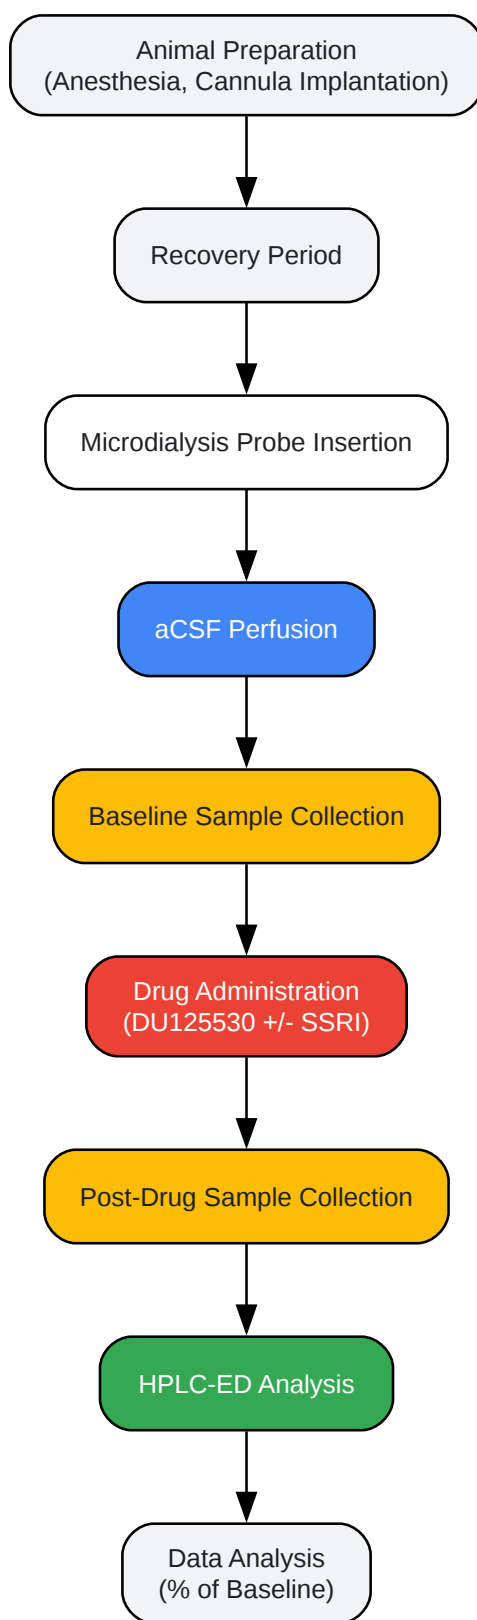 Animal Preparation
(Anesthesia, Cannula Implantation)
Recovery Period
Microdialysis Probe Insertion
aCSF Perfusion
Baseline Sample Collection
Drug Administration
(DU125530 +/- SSRI)
Post-Drug Sample Collection
HPLC-ED Analysis
Data Analysis
(% of Baseline)